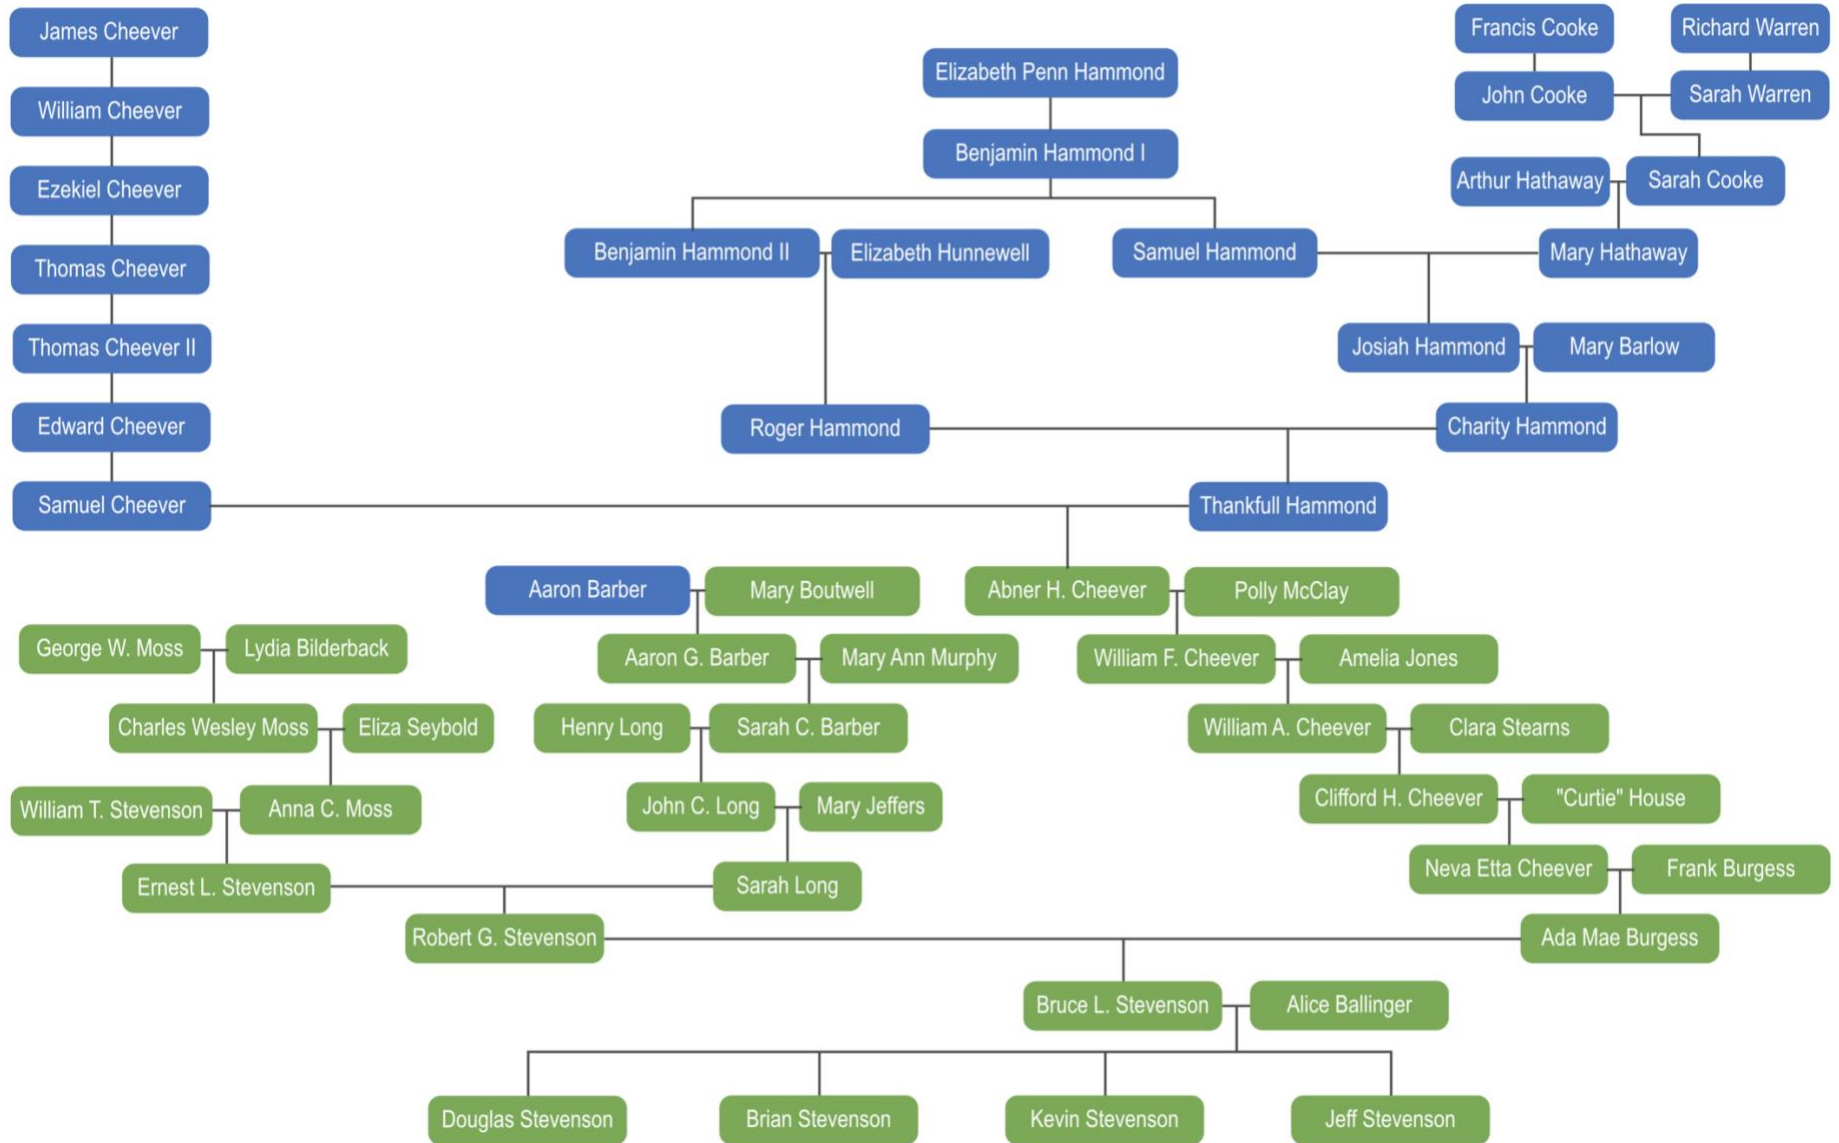 James Cheever
Francis Cooke
Richard Warren
Elizabeth Penn Hammond
William Cheever
John Cooke
Sarah Warren
Benjamin Hammond I
Ezekiel Cheever
Arthur Hathaway
Sarah Cooke
Thomas Cheever
Benjamin Hammond II
Elizabeth Hunnewell
Samuel Hammond
Mary Hathaway
Thomas Cheever II
Josiah Hammond
Mary Barlow
Edward Cheever
Roger Hammond
Charity Hammond
Samuel Cheever
Thankfull Hammond
Aaron Barber
Mary Boutwell
Abner H. Cheever
Polly McClay
George W. Moss
Lydia Bilderback
Aaron G. Barber
Mary Ann Murphy
William F. Cheever
Amelia Jones
Charles Wesley Moss
Eliza Seybold
Henry Long
Sarah C. Barber
William A. Cheever
Clara Stearns
William T. Stevenson
Anna C. Moss
John C. Long
Mary Jeffers
Clifford H. Cheever
"Curtie" House
Ernest L. Stevenson
Sarah Long
Neva Etta Cheever
Frank Burgess
Robert G. Stevenson
Ada Mae Burgess
Bruce L. Stevenson
Alice Ballinger
Douglas Stevenson
Brian Stevenson
Kevin Stevenson
Jeff Stevenson